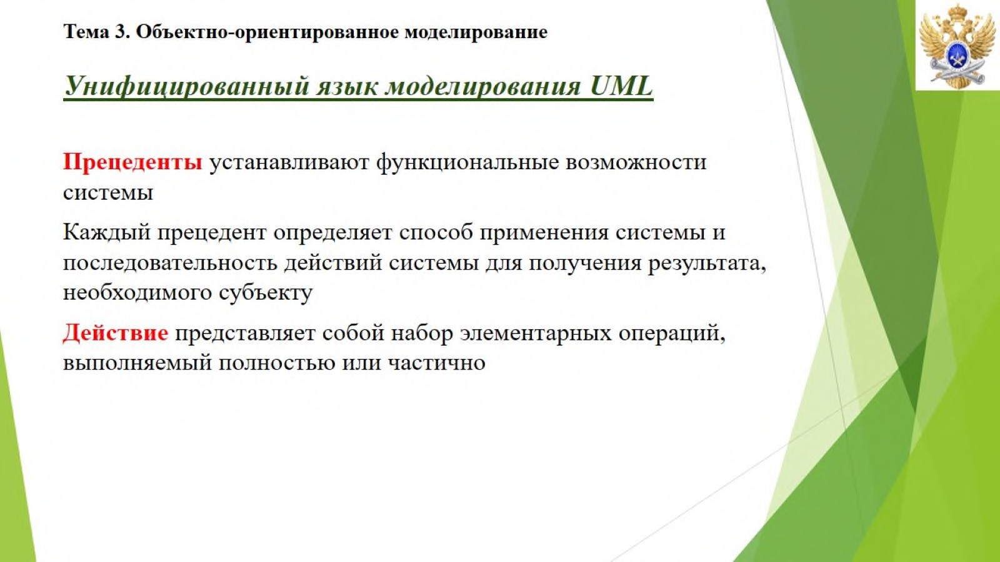 Тема 3. Объектно-ориентированное моделирование
Унифицированный язык моделирования UML
Прецеденты устанавливают функциональные возможности
системы
Каждый прецедент определяет способ применения системы и
последовательность действий системы для получения результата,
необходимого субъекту
Действие представляет собой набор элементарных операций,
выполняемый полностью или частично